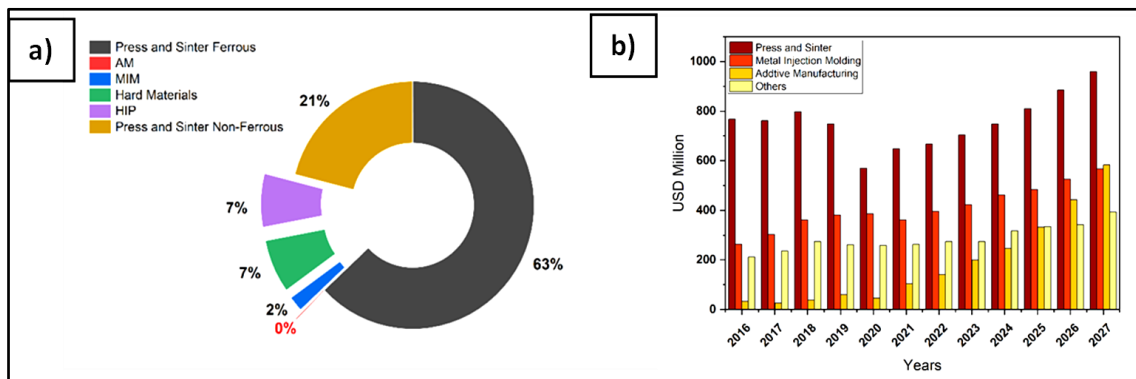 a)
Press and Sinter Ferrous
AM
MIM
Hard Materials
HIP
Press and Sinter Non-Ferrous
21%
7%
7%
2%
0%
63%
b)
Press and Sinter
Metal Injection Molding
Addtive Manufacturing
Others
USD Million
1000
800
600
400
200
0
2016
2017
2018
2019
2020
2021
2022
2023
2024
2025
2026
2027
Years